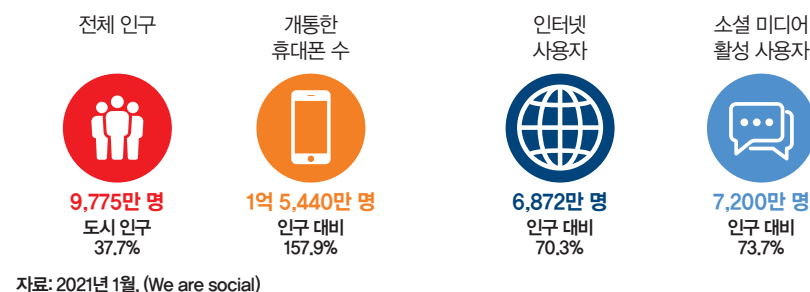 전체 인구
개통한
휴대폰 수
인터넷
사용자
소셜 미디어
활성 사용자
9,775만 명
도시 인구
37.7%
1억 5,440만 명
인구 대비
157.9%
6,872만 명
인구 대비
70.3%
7,200만 명
인구 대비
73.7%
자료: 2021년 1월, (We are social)